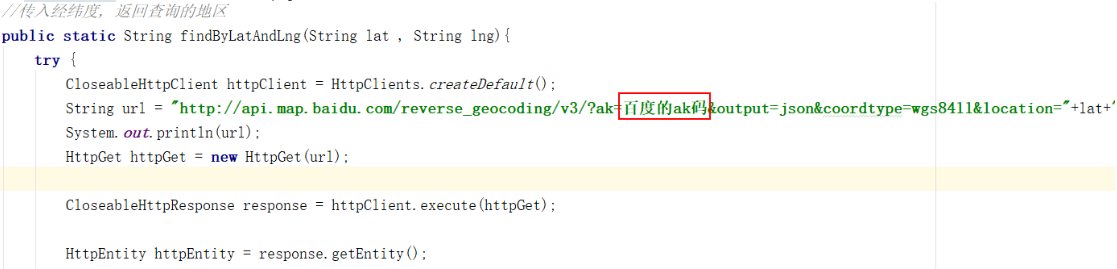 //传入经纬度, 返回查询的地区
public static String findByLatAndLng(String lat , String lng){
try {
CloseableHttpClient httpClient = HttpClients.createDefault();
String url = "http://api.map.baidu.com/reverse_geocoding/v3/?ak=百度的ak码&output=json&coordtype=wgs84ll&location="+lat+"
System.out.println(url);
HttpGet httpGet = new HttpGet(url);
CloseableHttpResponse response = httpClient.execute(httpGet);
HttpEntity httpEntity = response.getEntity();